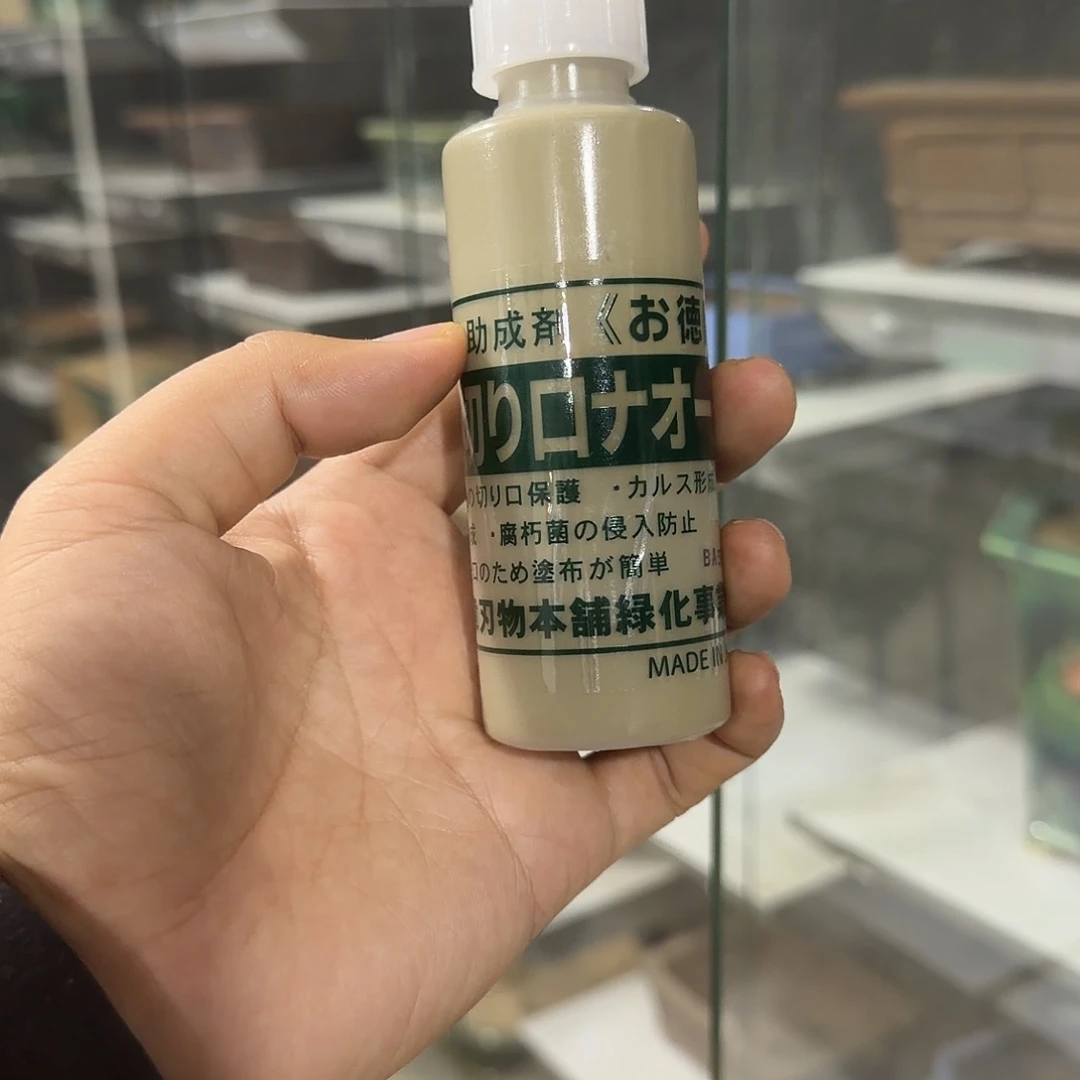 助成剤 《お徳
切り口ナオー
の切り口保護 ・カルス形成
・腐朽菌の侵入防止
口のため塗布が簡単
刃物本舗緑化事業
MADE IN